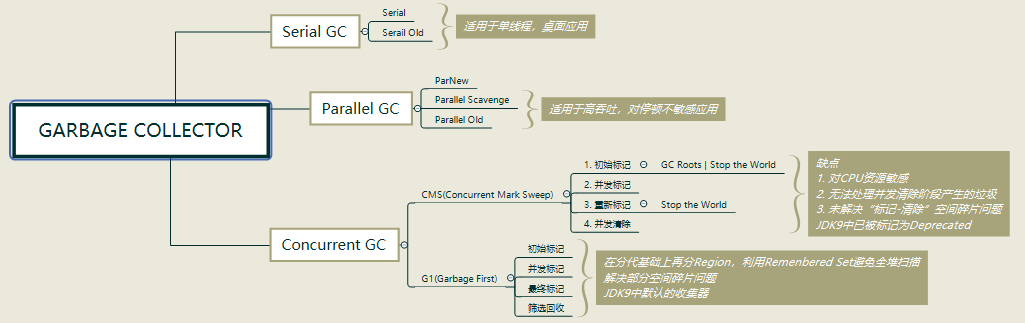 GARBAGE COLLECTOR
Serial GC
Serial
Serail Old
适用于单线程，桌面应用
Parallel GC
ParNew
Parallel Scavenge
Parallel Old
适用于高吞吐，对停顿不敏感应用
Concurrent GC
CMS(Concurrent Mark Sweep)
1. 初始标记
GC Roots | Stop the World
2. 并发标记
3. 重新标记
Stop the World
4. 并发清除
缺点
1. 对CPU资源敏感
2. 无法处理并发清除阶段产生的垃圾
3. 未解决“标记-清除”空间碎片问题
JDK9中已被标记为Deprecated
G1(Garbage First)
初始标记
并发标记
最终标记
筛选回收
在分代基础上再分Region，利用Remenbered Set避免全堆扫描
解决部分空间碎片问题
JDK9中默认的收集器